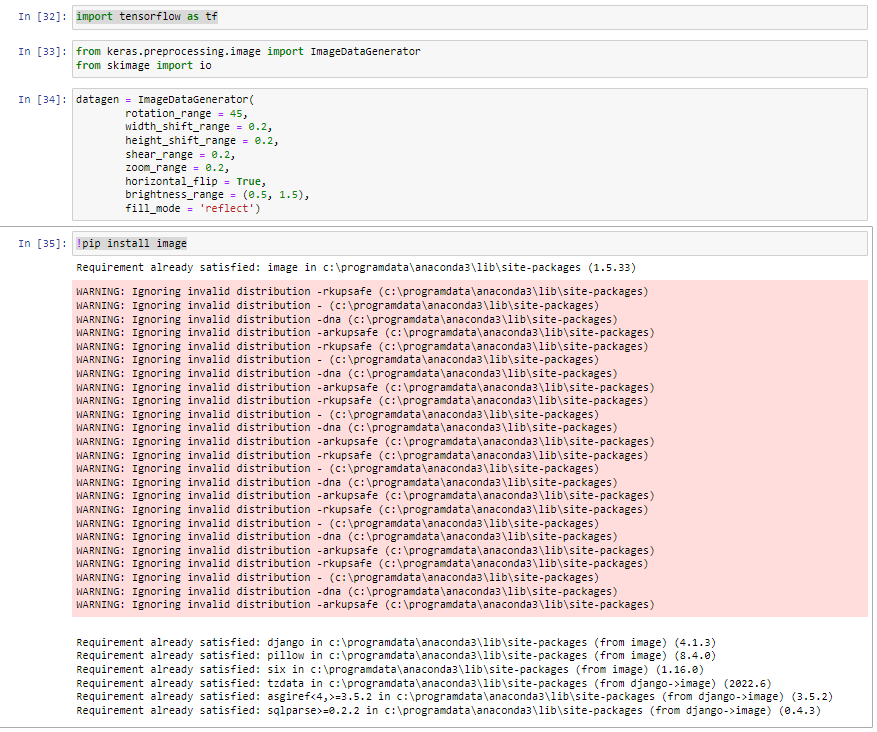 In [32]: import tensorflow as tf
In [33]: from keras.preprocessing.image import ImageDataGenerator
from skimage import io
In [34]: datagen = ImageDataGenerator(
rotation_range = 45,
width_shift_range = 0.2,
height_shift_range = 0.2,
shear_range = 0.2,
zoom_range = 0.2,
horizontal_flip = True,
brightness_range = (0.5, 1.5),
fill_mode = 'reflect')
In [35]: !pip install image
Requirement already satisfied: image in c:\programdata\anaconda3\lib\site-packages (1.5.33)
WARNING: Ignoring invalid distribution -rkupsafe (c:\programdata\anaconda3\lib\site-packages)
WARNING: Ignoring invalid distribution - (c:\programdata\anaconda3\lib\site-packages)
WARNING: Ignoring invalid distribution -dna (c:\programdata\anaconda3\lib\site-packages)
WARNING: Ignoring invalid distribution -arkupsafe (c:\programdata\anaconda3\lib\site-packages)
WARNING: Ignoring invalid distribution -rkupsafe (c:\programdata\anaconda3\lib\site-packages)
WARNING: Ignoring invalid distribution - (c:\programdata\anaconda3\lib\site-packages)
WARNING: Ignoring invalid distribution -dna (c:\programdata\anaconda3\lib\site-packages)
WARNING: Ignoring invalid distribution -arkupsafe (c:\programdata\anaconda3\lib\site-packages)
WARNING: Ignoring invalid distribution -rkupsafe (c:\programdata\anaconda3\lib\site-packages)
WARNING: Ignoring invalid distribution - (c:\programdata\anaconda3\lib\site-packages)
WARNING: Ignoring invalid distribution -dna (c:\programdata\anaconda3\lib\site-packages)
WARNING: Ignoring invalid distribution -arkupsafe (c:\programdata\anaconda3\lib\site-packages)
WARNING: Ignoring invalid distribution -rkupsafe (c:\programdata\anaconda3\lib\site-packages)
WARNING: Ignoring invalid distribution - (c:\programdata\anaconda3\lib\site-packages)
WARNING: Ignoring invalid distribution -dna (c:\programdata\anaconda3\lib\site-packages)
WARNING: Ignoring invalid distribution -arkupsafe (c:\programdata\anaconda3\lib\site-packages)
WARNING: Ignoring invalid distribution -rkupsafe (c:\programdata\anaconda3\lib\site-packages)
WARNING: Ignoring invalid distribution - (c:\programdata\anaconda3\lib\site-packages)
WARNING: Ignoring invalid distribution -dna (c:\programdata\anaconda3\lib\site-packages)
WARNING: Ignoring invalid distribution -arkupsafe (c:\programdata\anaconda3\lib\site-packages)
WARNING: Ignoring invalid distribution -rkupsafe (c:\programdata\anaconda3\lib\site-packages)
WARNING: Ignoring invalid distribution - (c:\programdata\anaconda3\lib\site-packages)
WARNING: Ignoring invalid distribution -dna (c:\programdata\anaconda3\lib\site-packages)
WARNING: Ignoring invalid distribution -arkupsafe (c:\programdata\anaconda3\lib\site-packages)
Requirement already satisfied: django in c:\programdata\anaconda3\lib\site-packages (from image) (4.1.3)
Requirement already satisfied: pillow in c:\programdata\anaconda3\lib\site-packages (from image) (8.4.0)
Requirement already satisfied: six in c:\programdata\anaconda3\lib\site-packages (from image) (1.16.0)
Requirement already satisfied: tzdata in c:\programdata\anaconda3\lib\site-packages (from django->image) (2022.6)
Requirement already satisfied: asgiref<4,>=3.5.2 in c:\programdata\anaconda3\lib\site-packages (from django->image) (3.5.2)
Requirement already satisfied: sqlparse>=0.2.2 in c:\programdata\anaconda3\lib\site-packages (from django->image) (0.4.3)